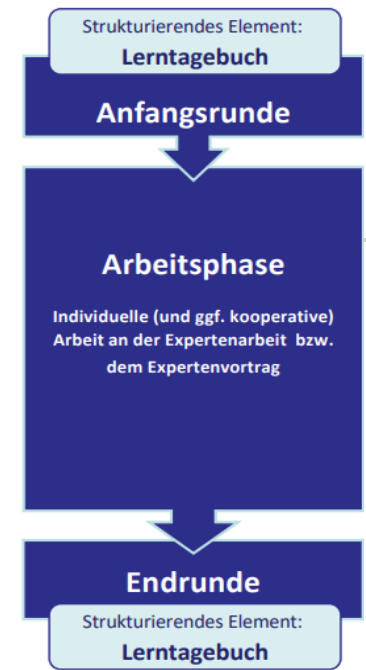 Strukturierendes Element:
Lerntagebuch
Anfangsrunde
Arbeitsphase
Individuelle (und ggf. kooperative)
Arbeit an der Expertenarbeit bzw.
dem Expertenvortrag
Endrunde
Strukturierendes Element:
Lerntagebuch